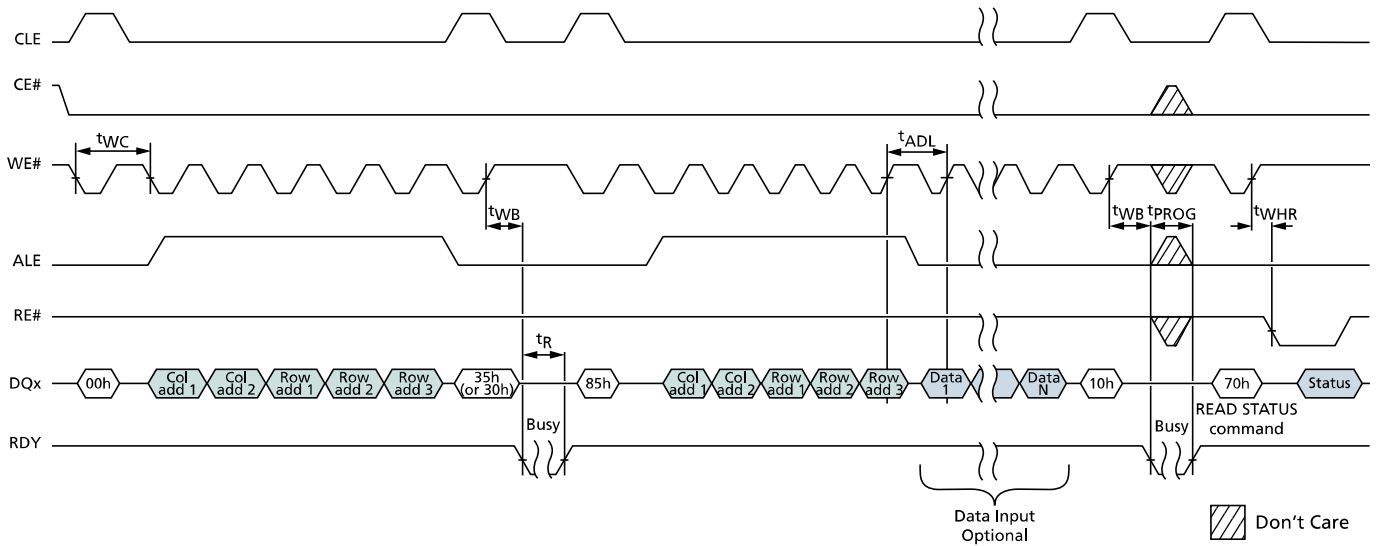 CLE
CE#
tWC
tADL
WE#
tWB
tWB
tPROG
tWHR
ALE
RE#
tR
DQx
00h
Col add 1
Col add 2
Row add 1
Row add 2
Row add 3
35h
(or 30h)
85h
Col add 1
Col add 2
Row add 1
Row add 2
Row add 3
Data 1
Data N
10h
70h
Status
READ STATUS
command
Busy
Busy
RDY
Data Input
Optional
Don't Care